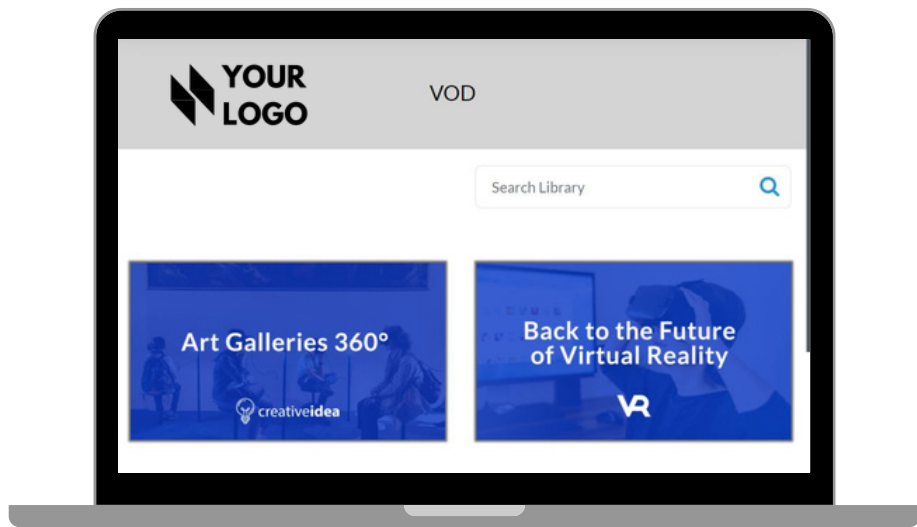 YOUR
LOGO
VOD
Search Library
Art Galleries 360°
creativeidea
Back to the Future
of Virtual Reality
VR